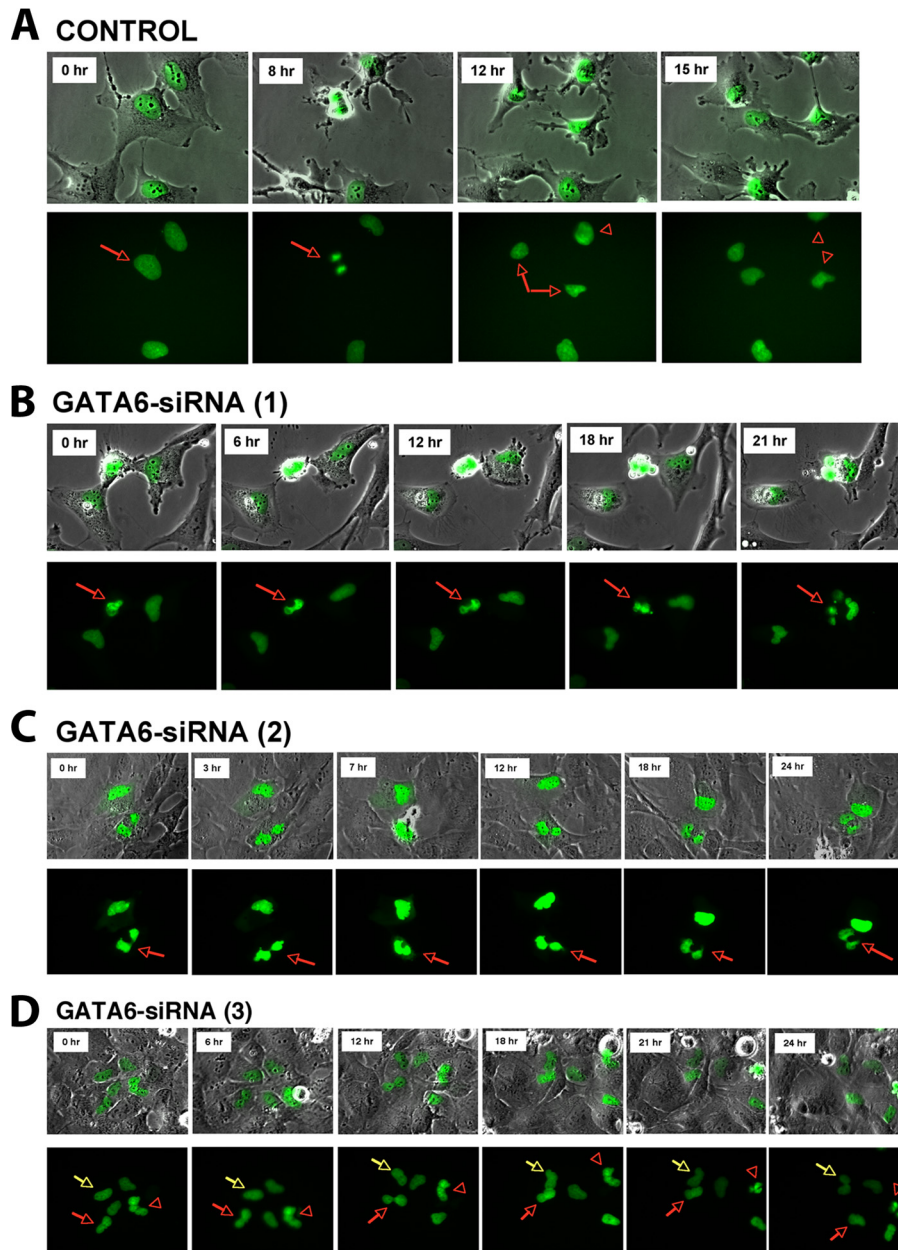 A CONTROL
0 hr 8 hr 12 hr 15 hr
B GATA6-siRNA (1)
0 hr 6 hr 12 hr 18 hr 21 hr
C GATA6-siRNA (2)
0 hr 3 hr 7 hr 12 hr 18 hr 24 hr
D GATA6-siRNA (3)
0 hr 6 hr 12 hr 18 hr 21 hr 24 hr